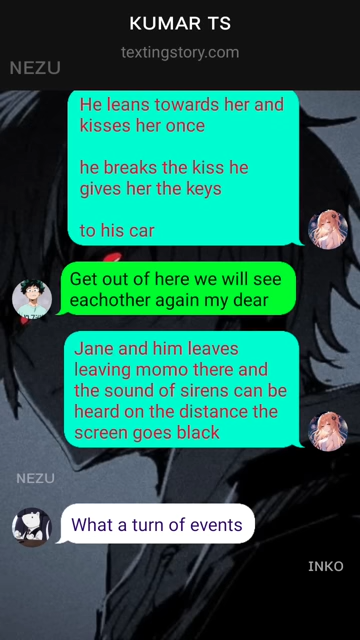 KUMAR TS
textingstory.com
NEZU
He leans towards her and
kisses her once
he breaks the kiss he
gives her the keys
to his car
Get out of here we will see
eachother again my dear
Jane and him leaves
leaving momo there and
the sound of sirens can be
heard on the distance the
screen goes black
NEZU
What a turn of events
INKO